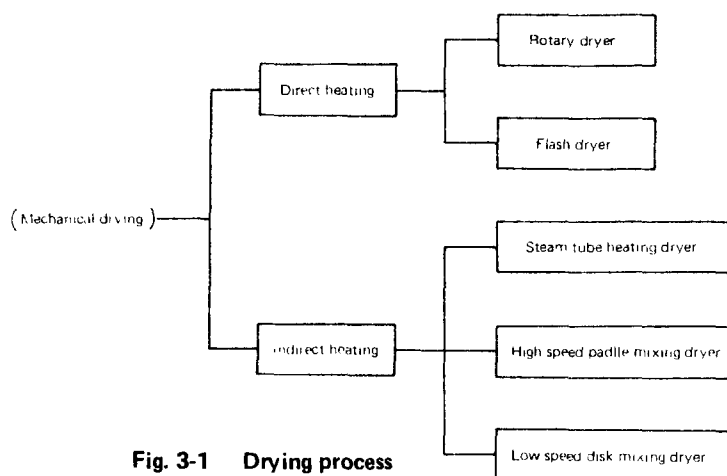 Rotary dryer
Direct heating
Flash dryer
(Mechanical drying)
Steam tube heating dryer
Indirect heating
High speed padlle mixing dryer
Low speed disk mixing dryer
Fig. 3-1 Drying process